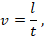 v = l/t,